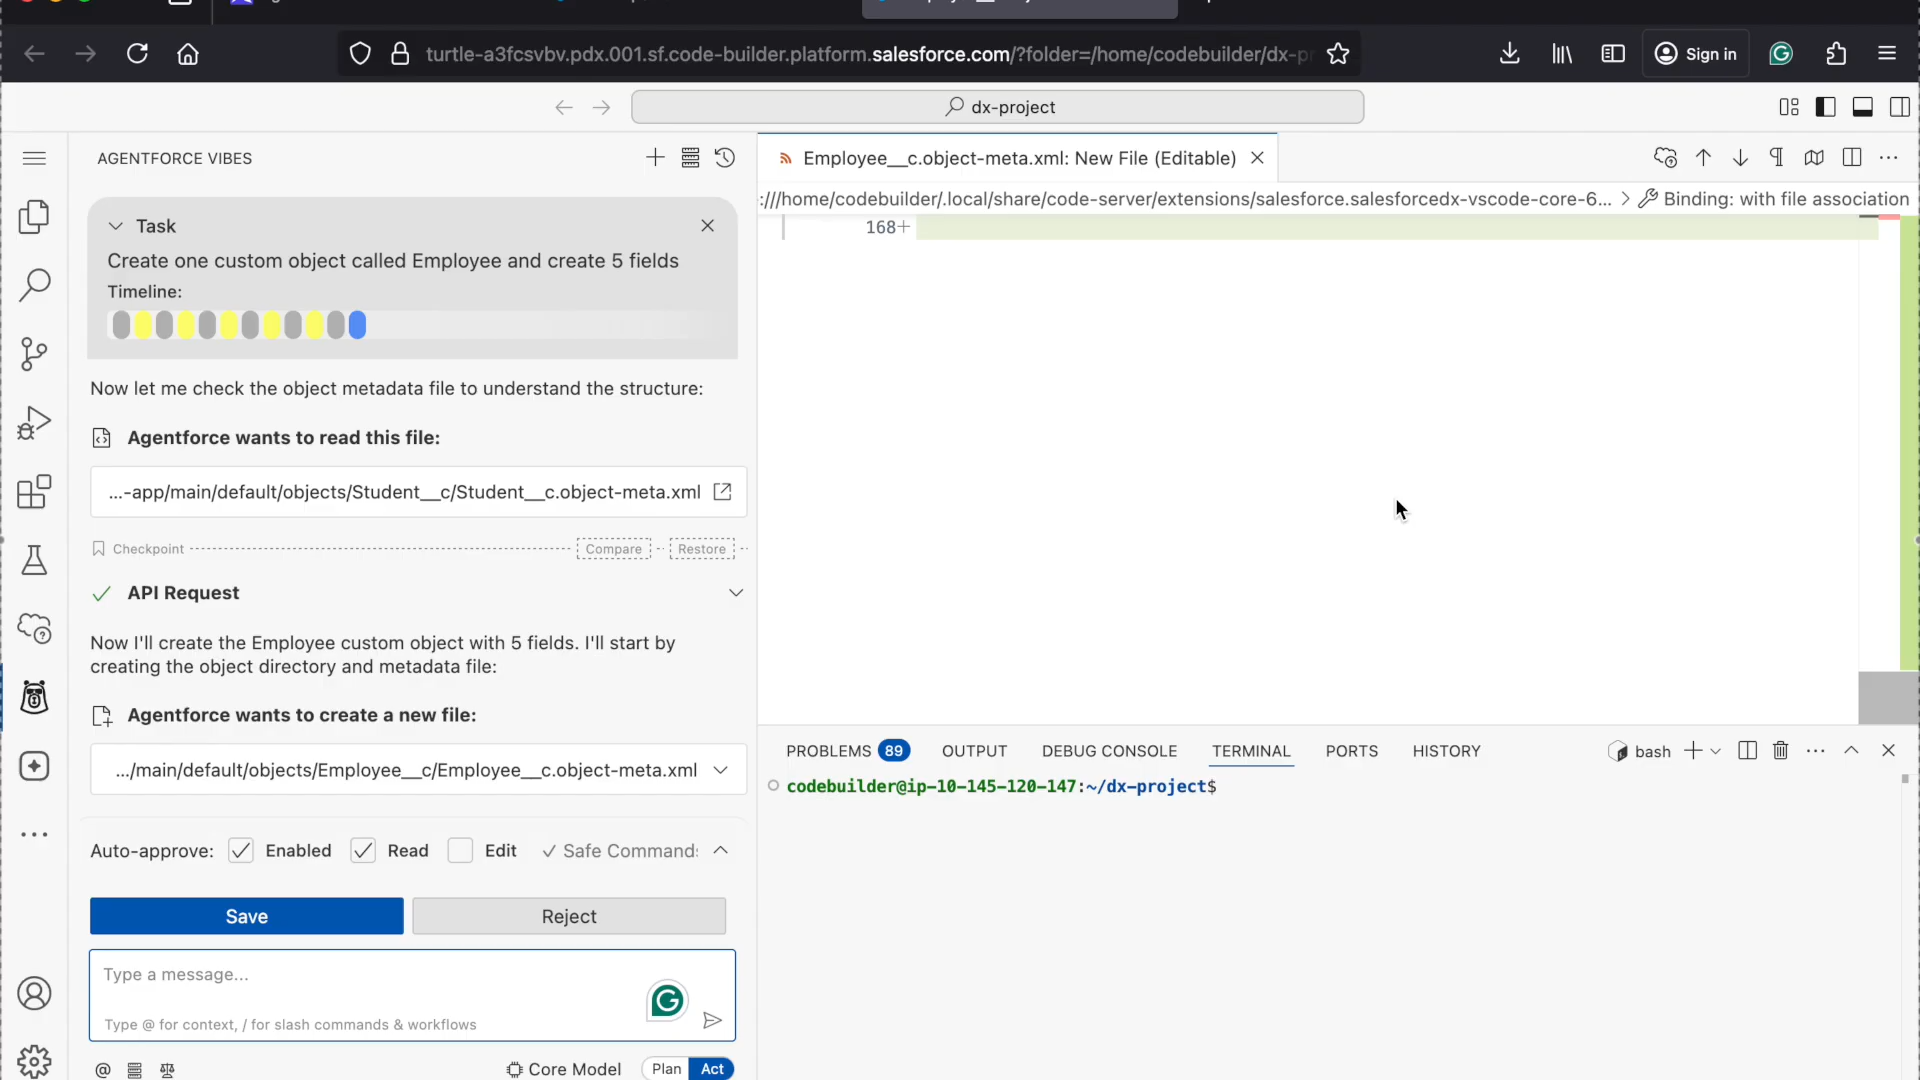 turtle-a3fcsvbv.pdx.001.sf.code-builder.platform.salesforce.com/?folder=/home/codebuilder/dx-p
Sign in
dx-project
AGENTFORCE VIBES
Employee__c.object-meta.xml: New File (Editable)
:///home/codebuilder/.local/share/code-server/extensions/salesforce.salesforcedx-vscode-core-6... > Binding: with file association
168+
Task
Create one custom object called Employee and create 5 fields
Timeline:
Now let me check the object metadata file to understand the structure:
Agentforce wants to read this file:
...-app/main/default/objects/Student__c/Student__c.object-meta.xml
Checkpoint Compare Restore
API Request
Now I'll create the Employee custom object with 5 fields. I'll start by
creating the object directory and metadata file:
Agentforce wants to create a new file:
.../main/default/objects/Employee__c/Employee__c.object-meta.xml
Auto-approve: Enabled Read Edit Safe Command
Save Reject
Type a message...
Type @ for context, / for slash commands & workflows
@ Core Model Plan Act
PROBLEMS 89 OUTPUT DEBUG CONSOLE TERMINAL PORTS HISTORY bash
codebuilder@ip-10-145-120-147:~/dx-project$